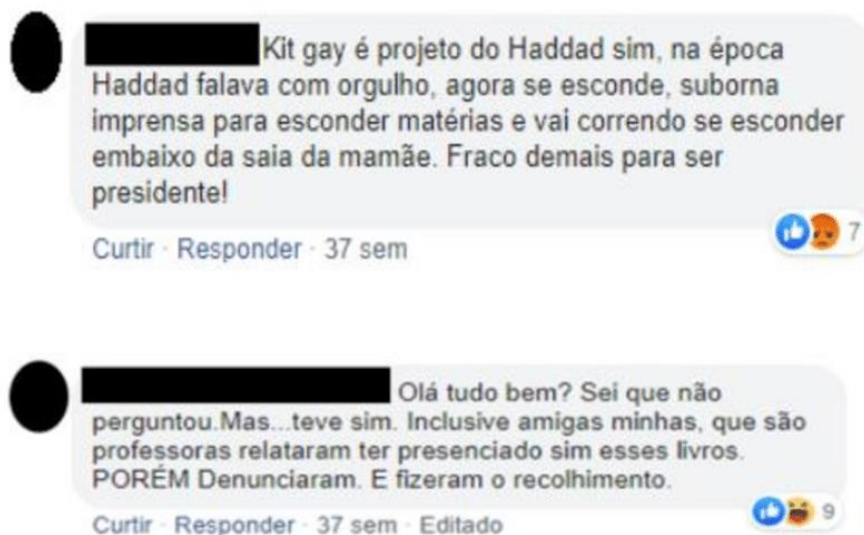 Kit gay é projeto do Haddad sim, na época
Haddad falava com orgulho, agora se esconde, suborna
imprensa para esconder matérias e vai correndo se esconder
embaixo da saia da mamãe. Fraco demais para ser
presidente!
7
Curtir · Responder · 37 sem
Olá tudo bem? Sei que não
perguntou.Mas...teve sim. Inclusive amigas minhas, que são
professoras relataram ter presenciado sim esses livros.
PORÉM Denunciaram. E fizeram o recolhimento.
9
Curtir · Responder · 37 sem · Editado